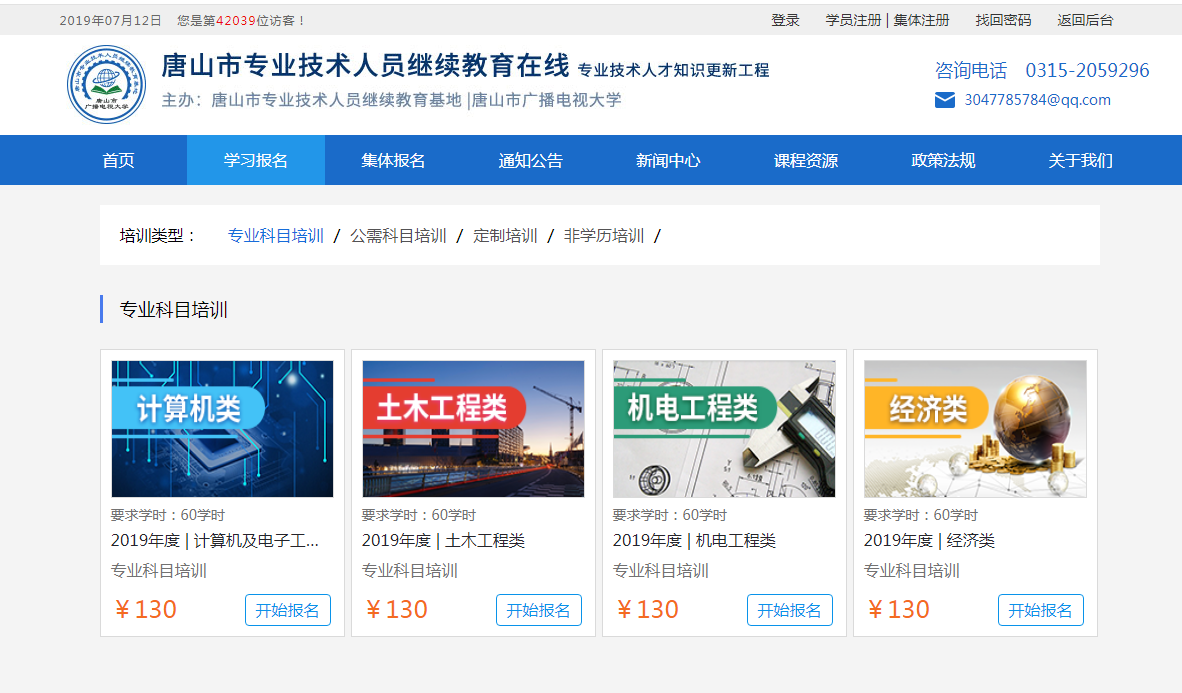 2019年07月12日 您是第42039位访客！
登录 学员注册 | 集体注册 找回密码 返回后台
唐山市专业技术人员继续教育在线 专业技术人才知识更新工程
主办：唐山市专业技术人员继续教育基地 |唐山市广播电视大学
唐山市
广播电视大学
咨询电话 0315-2059296
3047785784@qq.com
首页 学习报名 集体报名 通知公告 新闻中心 课程资源 政策法规 关于我们
培训类型： 专业科目培训 / 公需科目培训 / 定制培训 / 非学历培训 /
专业科目培训
计算机类
要求学时：60学时
2019年度 | 计算机及电子工...
专业科目培训
￥130 开始报名
土木工程类
要求学时：60学时
2019年度 | 土木工程类
专业科目培训
￥130 开始报名
机电工程类
要求学时：60学时
2019年度 | 机电工程类
专业科目培训
￥130 开始报名
经济类
要求学时：60学时
2019年度 | 经济类
专业科目培训
￥130 开始报名